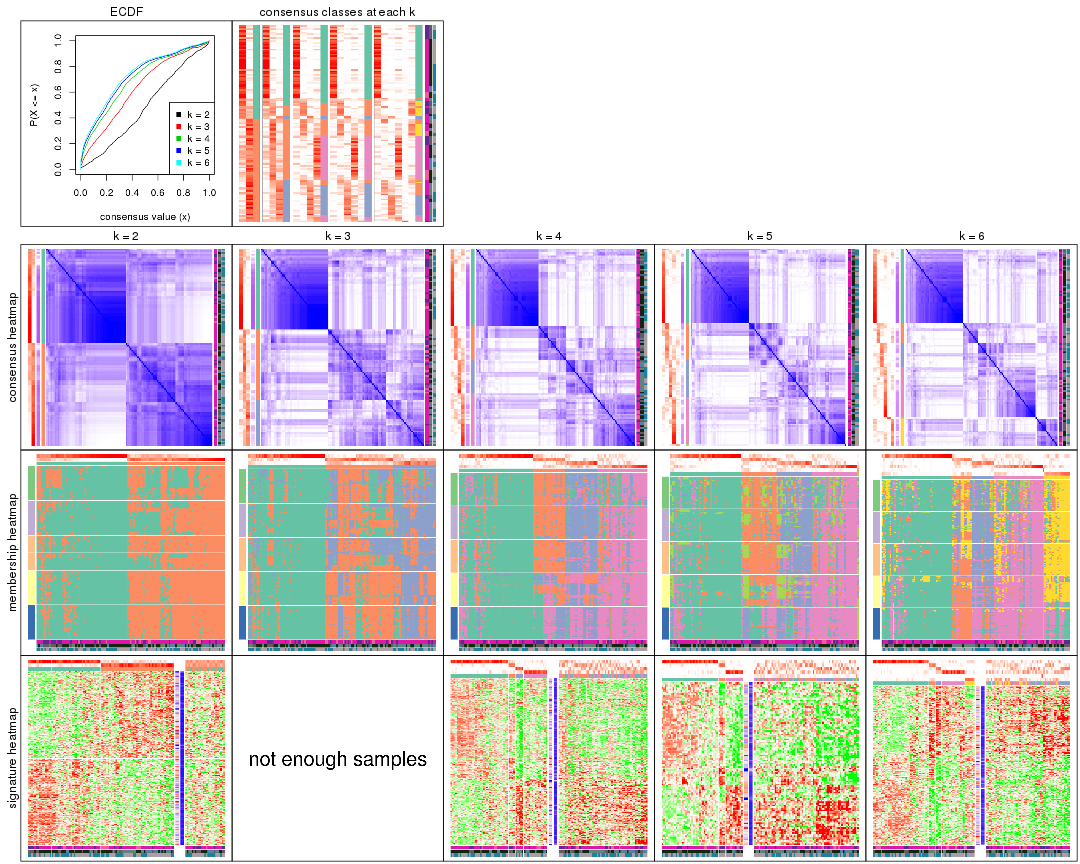 ECDF
consensus classes at each k
P(X <= x)
0.0 0.2 0.4 0.6 0.8 1.0
k = 2
k = 3
k = 4
k = 5
k = 6
0.0 0.2 0.4 0.6 0.8 1.0
consensus value (x)
k = 2
k = 3
k = 4
k = 5
k = 6
consensus heatmap
membership heatmap
signature heatmap
not enough samples